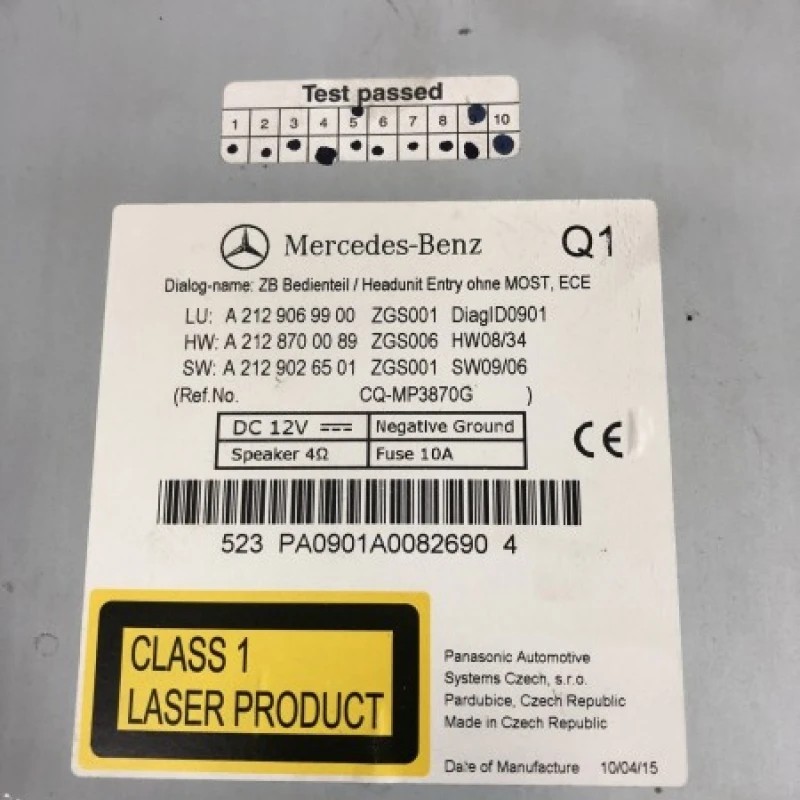 Test passed
1 2 3 4 5 6 7 8 9 10
Mercedes-Benz Q1
Dialog-name: ZB Bedienteil / Headunit Entry ohne MOST, ECE
LU: A 212 906 99 00 ZGS001 DiagID0901
HW: A 212 870 00 89 ZGS006 HW08/34
SW: A 212 902 65 01 ZGS001 SW09/06
(Ref.No. CQ-MP3870G )
DC 12V Negative Ground
Speaker 4Ω Fuse 10A
CE
523 PA0901A0082690 4
CLASS 1
LASER PRODUCT
Panasonic Automotive
Systems Czech, s.r.o.
Pardubice, Czech Republic
Made in Czech Republic
Date of Manufacture 10/04/15